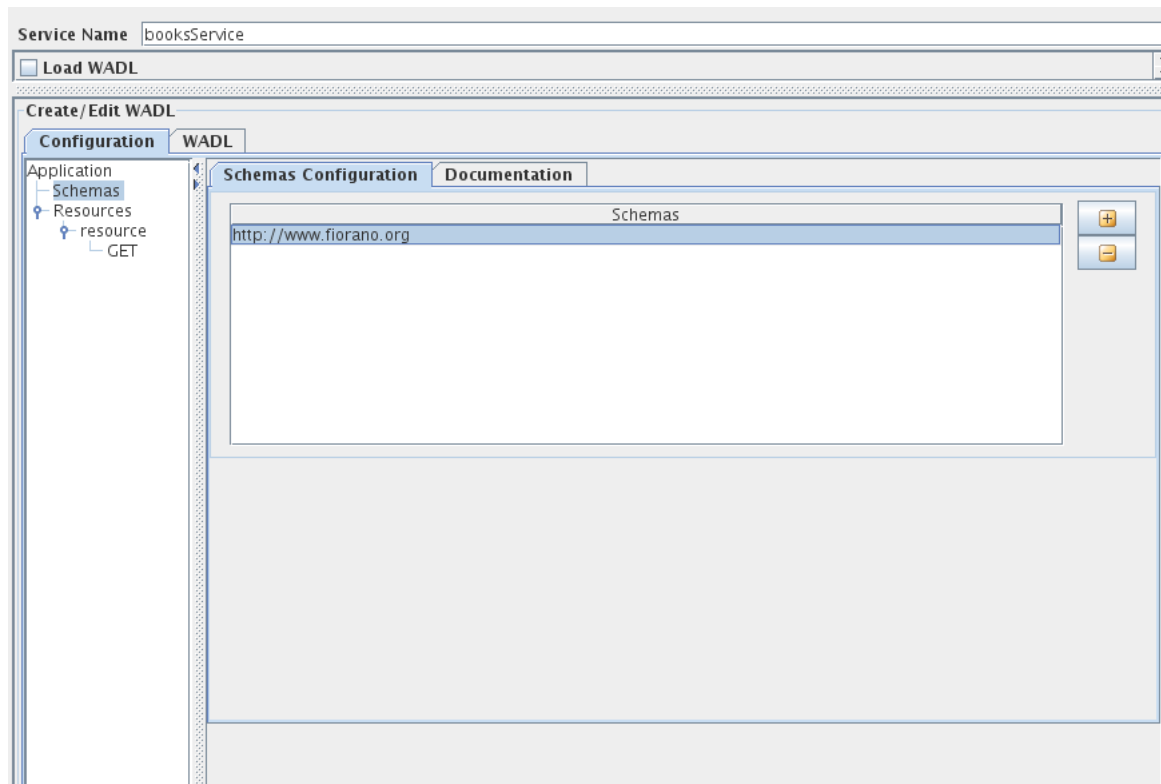 Service Name booksService
Load WADL
Create/Edit WADL
Configuration WADL
Application
Schemas
Resources
resource
GET
Schemas Configuration Documentation
Schemas
http://www.fiorano.org